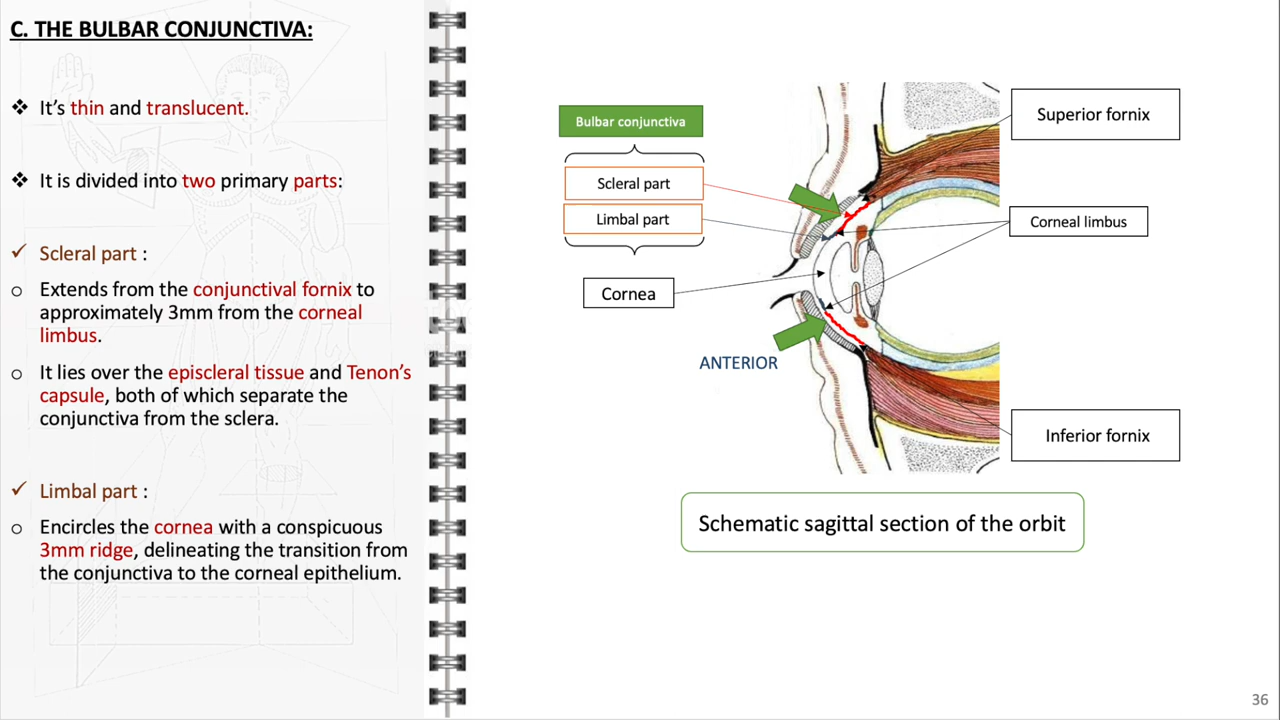 C. THE BULBAR CONJUNCTIVA:
❖ It's thin and translucent.
❖ It is divided into two primary parts:
✓ Scleral part :
o Extends from the conjunctival fornix to
approximately 3mm from the corneal
limbus.
o It lies over the episcleral tissue and Tenon's
capsule, both of which separate the
conjunctiva from the sclera.
✓ Limbal part :
o Encircles the cornea with a conspicuous
3mm ridge, delineating the transition from
the conjunctiva to the corneal epithelium.
Bulbar conjunctiva
Scleral part
Limbal part
Cornea
ANTERIOR
Superior fornix
Corneal limbus
Inferior fornix
Schematic sagittal section of the orbit
36